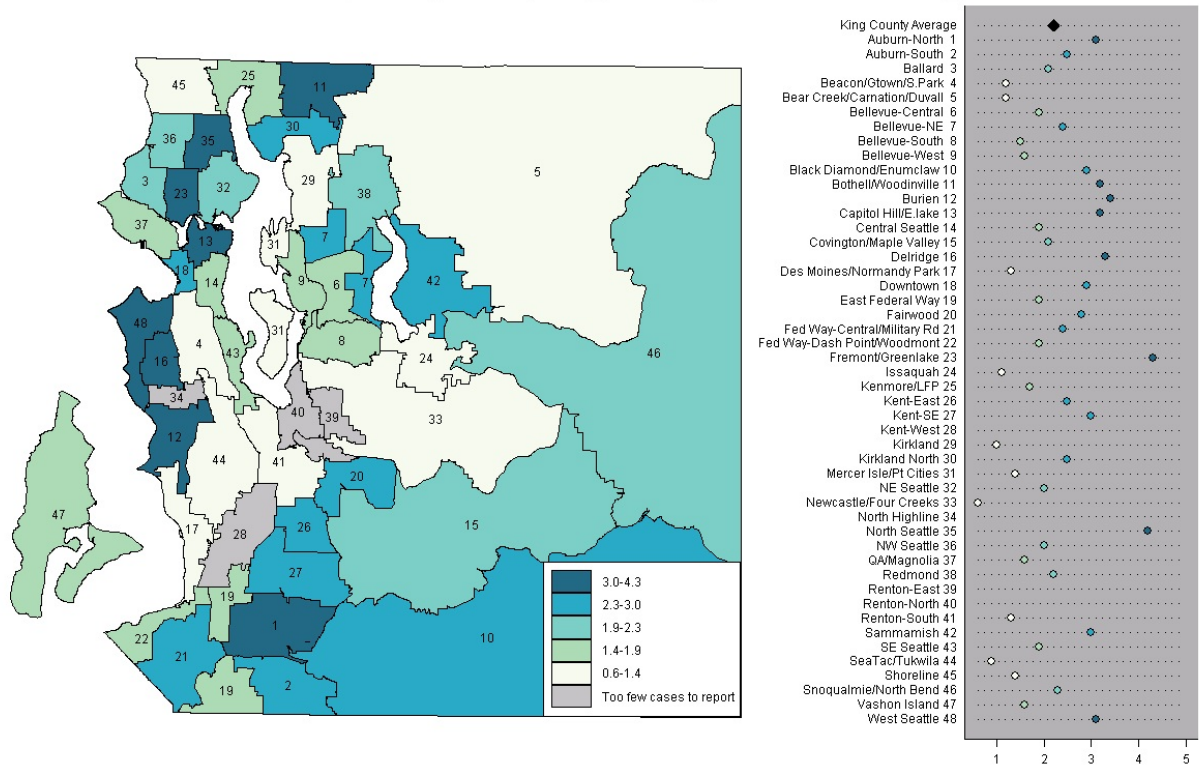 45
25
11
36
35
30
3
23
32
29
38
5
37
13
31
7
18
14
9
6
7
42
48
4
31
8
24
46
16
43
34
40
39
33
12
44
41
20
47
17
28
26
15
27
19
1
22
21
10
19
2
3.0-4.3
2.3-3.0
1.9-2.3
1.4-1.9
0.6-1.4
Too few cases to report
King County Average
Auburn-North 1
Auburn-South 2
Ballard 3
Beacon/Gtown/S.Park 4
Bear Creek/Carnation/Duvall 5
Bellevue-Central 6
Bellevue-NE 7
Bellevue-South 8
Bellevue-West 9
Black Diamond/Enumclaw 10
Bothell/Woodinville 11
Burien 12
Capitol Hill/E.lake 13
Central Seattle 14
Covington/Maple Valley 15
Delridge 16
Des Moines/Normandy Park 17
Downtown 18
East Federal Way 19
Fairwood 20
Fed Way-Central/Military Rd 21
Fed Way-Dash Point/Woodmont 22
Fremont/Greenlake 23
Issaquah 24
Kenmore/LFP 25
Kent-East 26
Kent-SE 27
Kent-West 28
Kirkland 29
Kirkland North 30
Mercer Isle/Pt Cities 31
NE Seattle 32
Newcastle/Four Creeks 33
North Highline 34
North Seattle 35
NW Seattle 36
QA/Magnolia 37
Redmond 38
Renton-East 39
Renton-North 40
Renton-South 41
Sammamish 42
SE Seattle 43
SeaTac/Tukwila 44
Shoreline 45
Snoqualmie/North Bend 46
Vashon Island 47
West Seattle 48
1 2 3 4 5